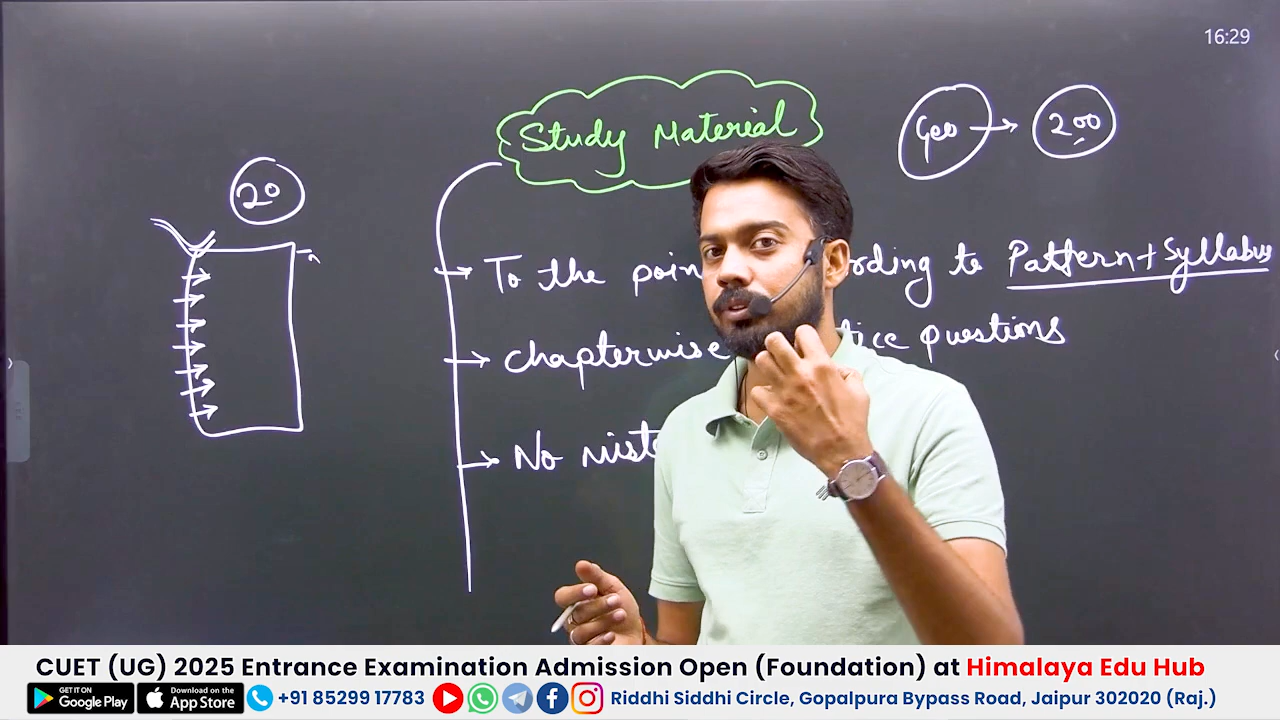 16:29
Study Material
Geo → 200
20
→ To the poin rding to Pattern + Syllabus
→ chapterwise tice questions
→ No mist
CUET (UG) 2025 Entrance Examination Admission Open (Foundation) at Himalaya Edu Hub
GET IT ON Google Play Download on the App Store +91 85299 17783 Riddhi Siddhi Circle, Gopalpura Bypass Road, Jaipur 302020 (Raj.)